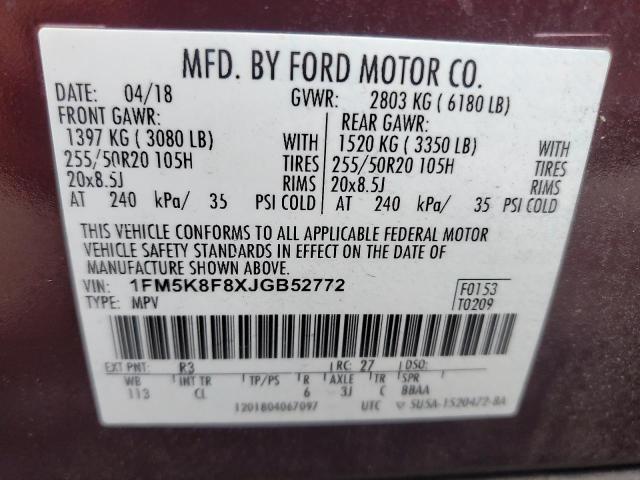 MFD. BY FORD MOTOR CO.
DATE: 04/18 GVWR: 2803 KG ( 6180 LB)
FRONT GAWR: REAR GAWR:
1397 KG ( 3080 LB) WITH 1520 KG ( 3350 LB) WITH
255/50R20 105H TIRES 255/50R20 105H TIRES
20x8.5J RIMS 20x8.5J RIMS
AT 240 kPa/ 35 PSI COLD AT 240 kPa/ 35 PSI COLD
THIS VEHICLE CONFORMS TO ALL APPLICABLE FEDERAL MOTOR
VEHICLE SAFETY STANDARDS IN EFFECT ON THE DATE OF
MANUFACTURE SHOWN ABOVE.
VIN: 1FM5K8F8XJGB52772 F0153
TYPE: MPV T0209
EXT PNT: R3 RC: 27 DSO:
WB INT TR TP/PS R AXLE TR SPR
113 CL 6 3J C BBAA
1201804067097 UTC ▽ 5U5A-1520472-BA